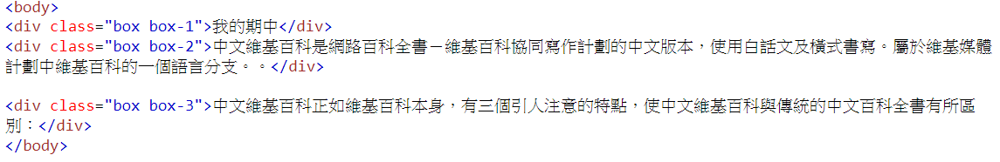 <body>
<div class="box box-1">我的期中</div>
<div class="box box-2">中文維基百科是網路百科全書－維基百科協同寫作計劃的中文版本，使用白話文及橫式書寫。屬於維基媒體
計劃中維基百科的一個語言分支。。</div>
<div class="box box-3">中文維基百科正如維基百科本身，有三個引人注意的特點，使中文維基百科與傳統的中文百科全書有所區
別：</div>
</body>